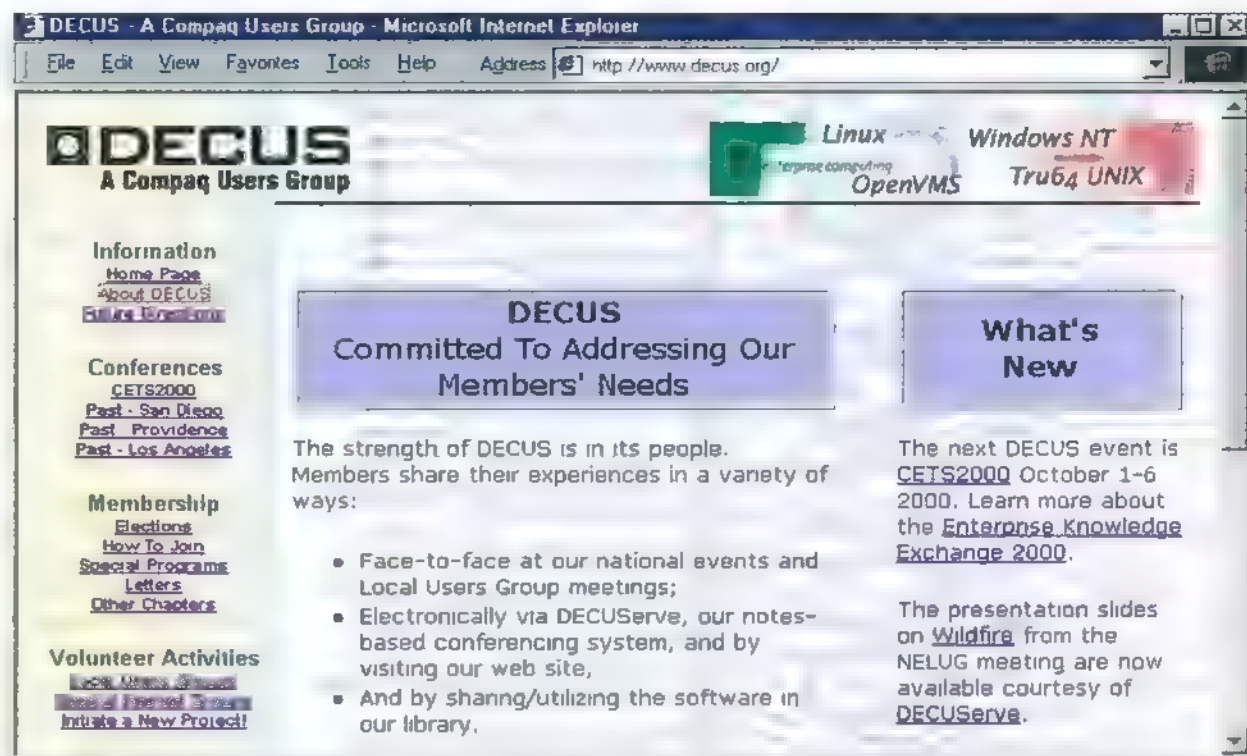 DECUS - A Compaq Users Group - Microsoft Internet Explorer
File Edit View Favorites Tools Help Address http://www.decus.org/
DECUS
A Compaq Users Group
Linux
Windows NT
erprise computing
OpenVMS
Tru64 UNIX
Information
Home Page
About DECUS
Future Directions
Conferences
CETS2000
Past - San Diego
Past Providence
Past - Los Angeles
Membership
Elections
How To Join
Special Programs
Letters
Other Chapters
Volunteer Activities
Local Users Groups
Initiate a New Project!
DECUS
Committed To Addressing Our
Members' Needs
The strength of DECUS is in its people.
Members share their experiences in a variety of
ways:
• Face-to-face at our national events and
Local Users Group meetings;
• Electronically via DECUServe, our notes-
based conferencing system, and by
visiting our web site,
• And by sharing/utilizing the software in
our library.
What's
New
The next DECUS event is
CETS2000 October 1-6
2000. Learn more about
the Enterprise Knowledge
Exchange 2000.
The presentation slides
on Wildfire from the
NELUG meeting are now
available courtesy of
DECUServe.